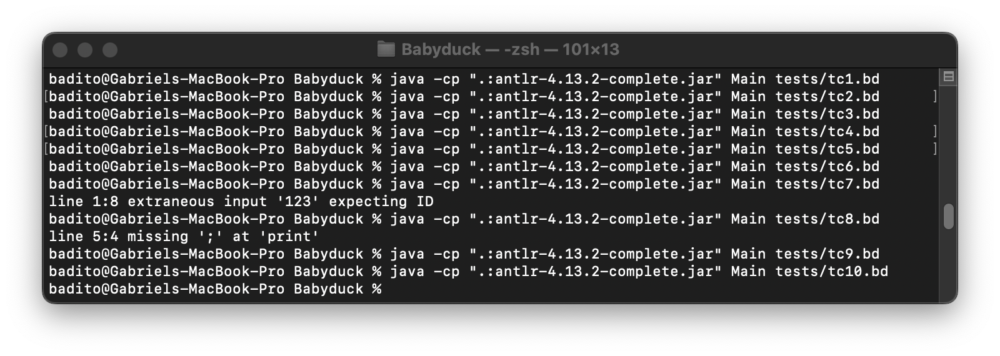 Babyduck — -zsh — 101×13
badito@Gabriels-MacBook-Pro Babyduck % java -cp ".:antlr-4.13.2-complete.jar" Main tests/tc1.bd
[badito@Gabriels-MacBook-Pro Babyduck % java -cp ".:antlr-4.13.2-complete.jar" Main tests/tc2.bd ]
badito@Gabriels-MacBook-Pro Babyduck % java -cp ".:antlr-4.13.2-complete.jar" Main tests/tc3.bd
[badito@Gabriels-MacBook-Pro Babyduck % java -cp ".:antlr-4.13.2-complete.jar" Main tests/tc4.bd ]
[badito@Gabriels-MacBook-Pro Babyduck % java -cp ".:antlr-4.13.2-complete.jar" Main tests/tc5.bd ]
badito@Gabriels-MacBook-Pro Babyduck % java -cp ".:antlr-4.13.2-complete.jar" Main tests/tc6.bd
badito@Gabriels-MacBook-Pro Babyduck % java -cp ".:antlr-4.13.2-complete.jar" Main tests/tc7.bd
line 1:8 extraneous input '123' expecting ID
badito@Gabriels-MacBook-Pro Babyduck % java -cp ".:antlr-4.13.2-complete.jar" Main tests/tc8.bd
line 5:4 missing ';' at 'print'
badito@Gabriels-MacBook-Pro Babyduck % java -cp ".:antlr-4.13.2-complete.jar" Main tests/tc9.bd
badito@Gabriels-MacBook-Pro Babyduck % java -cp ".:antlr-4.13.2-complete.jar" Main tests/tc10.bd
badito@Gabriels-MacBook-Pro Babyduck %